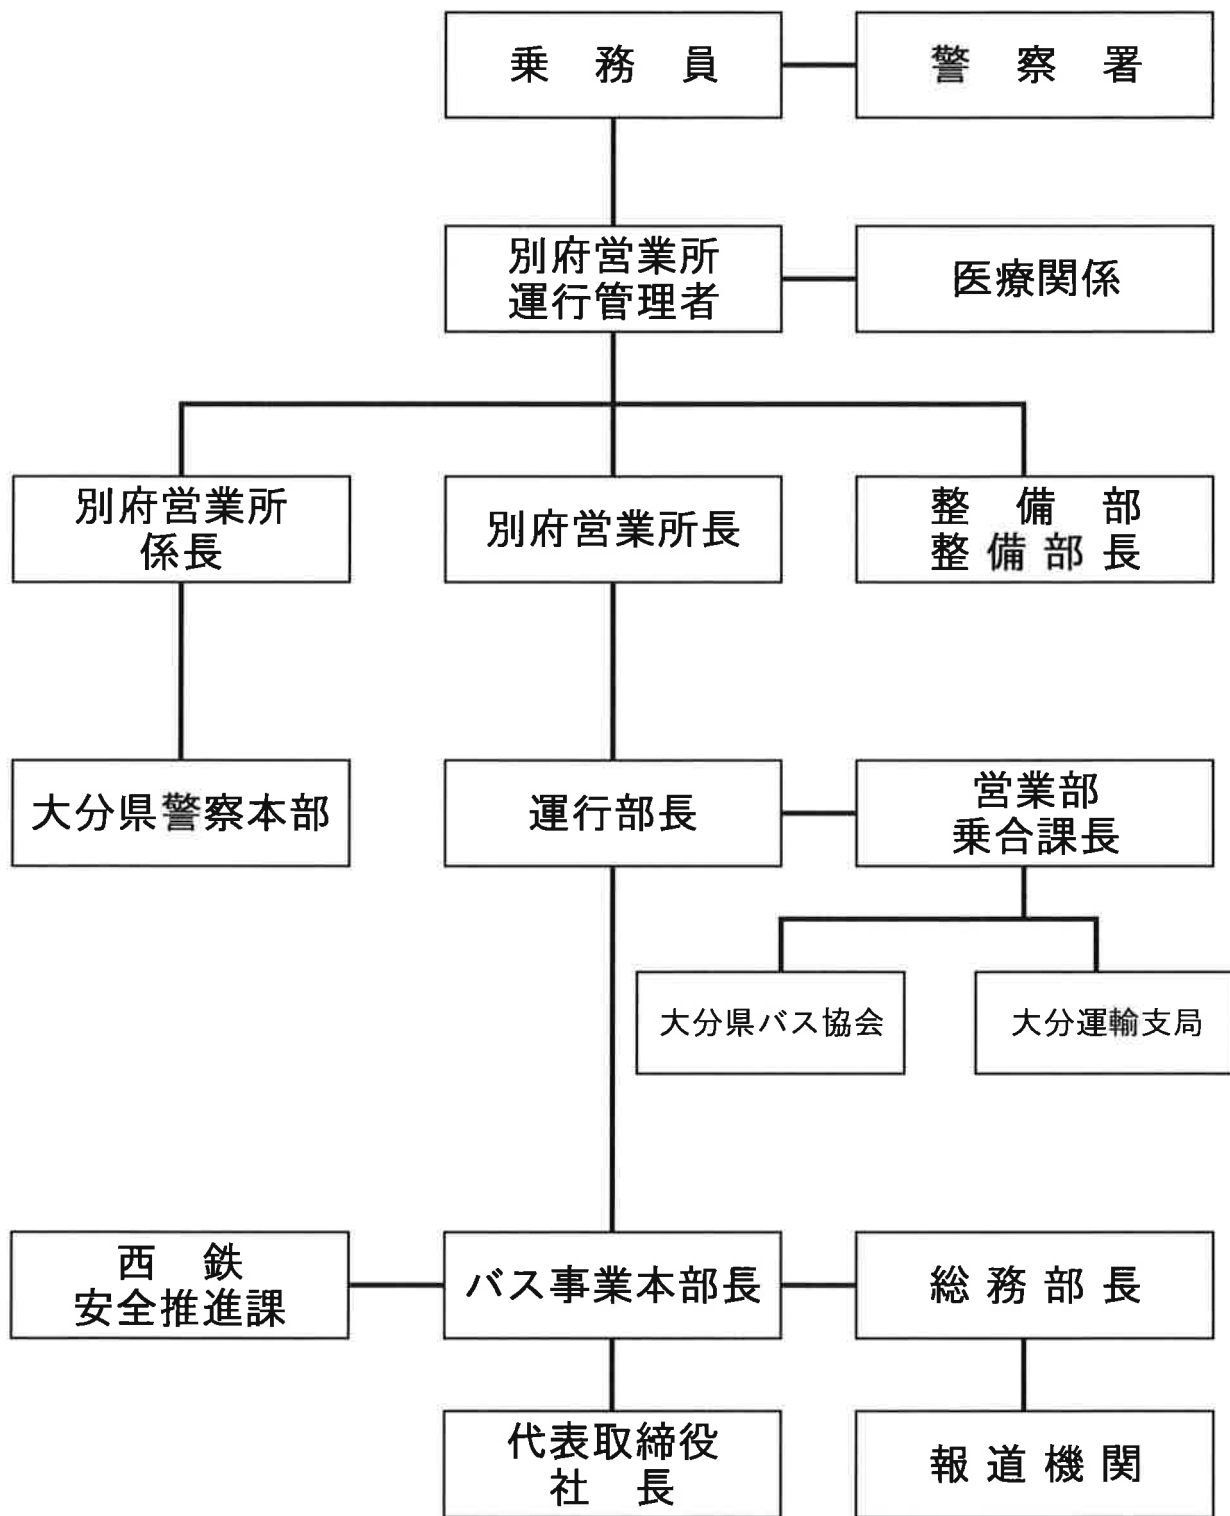 乗　務　員
警　察　署
別府営業所
運行管理者
医療関係
別府営業所
係長
別府営業所長
整　備　部
整 備 部 長
大分県警察本部
運行部長
営業部
乗合課長
大分県バス協会
大分運輸支局
西　鉄
安全推進課
バス事業本部長
総 務 部 長
代表取締役
社　長
報 道 機 関